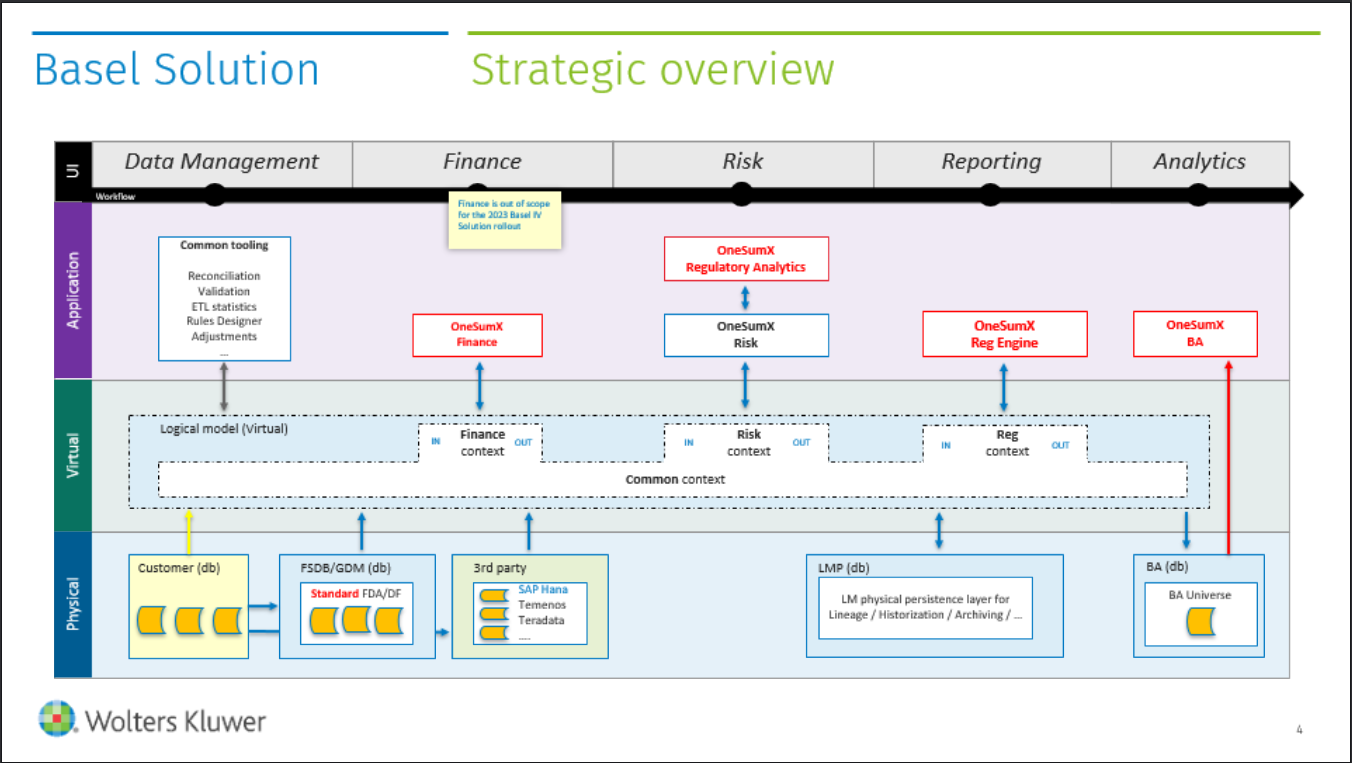 Basel Solution
Strategic overview
UI
Data Management
Finance
Risk
Reporting
Analytics
Workflow
Finance is out of scope
for the 2023 Basel IV
Solution rollout
Application
Common tooling
Reconciliation
Validation
ETL statistics
Rules Designer
Adjustments
...
OneSumX
Finance
OneSumX
Regulatory Analytics
OneSumX
Risk
OneSumX
Reg Engine
OneSumX
BA
Virtual
Logical model (Virtual)
IN
Finance
context
OUT
IN
Risk
context
OUT
IN
Reg
context
OUT
Common context
Physical
Customer (db)
FSDB/GDM (db)
Standard FDA/DF
3rd party
SAP Hana
Temenos
Teradata
....
LMP (db)
LM physical persistence layer for
Lineage / Historization / Archiving / ...
BA (db)
BA Universe
Wolters Kluwer
4